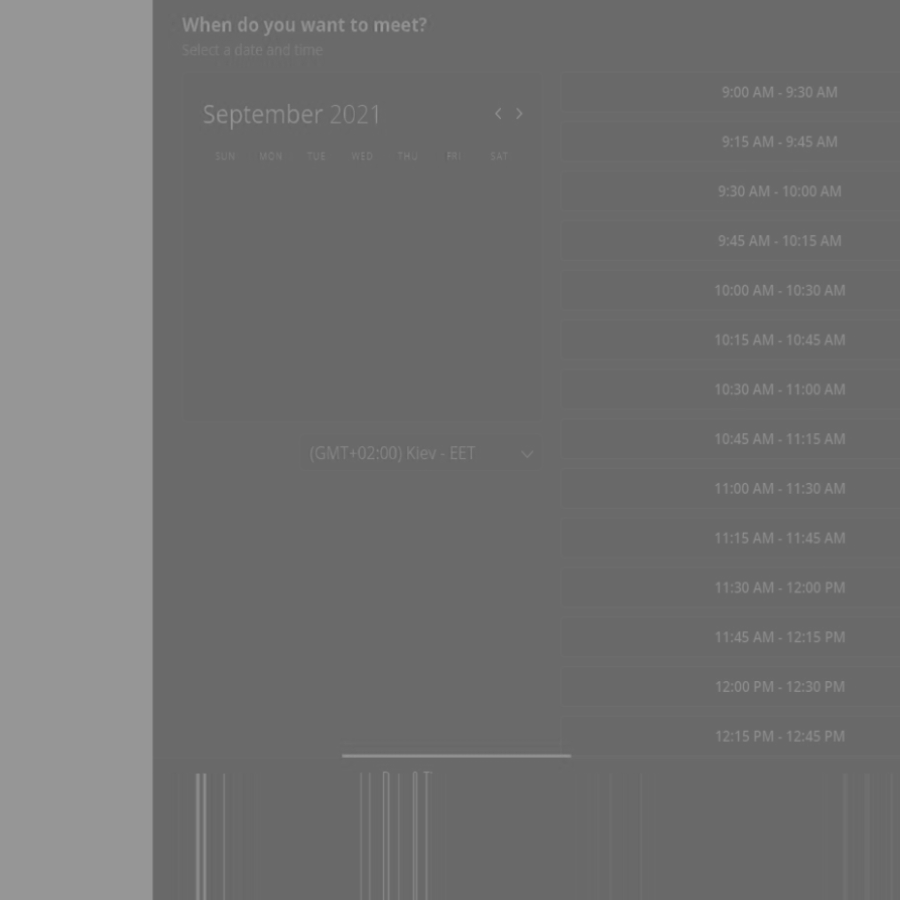 When do you want to meet?
Select a date and time
September 2021
SUN MON TUE WED THU FRI SAT
(GMT+02:00) Kiev - EET
9:00 AM - 9:30 AM
9:15 AM - 9:45 AM
9:30 AM - 10:00 AM
9:45 AM - 10:15 AM
10:00 AM - 10:30 AM
10:15 AM - 10:45 AM
10:30 AM - 11:00 AM
10:45 AM - 11:15 AM
11:00 AM - 11:30 AM
11:15 AM - 11:45 AM
11:30 AM - 12:00 PM
11:45 AM - 12:15 PM
12:00 PM - 12:30 PM
12:15 PM - 12:45 PM